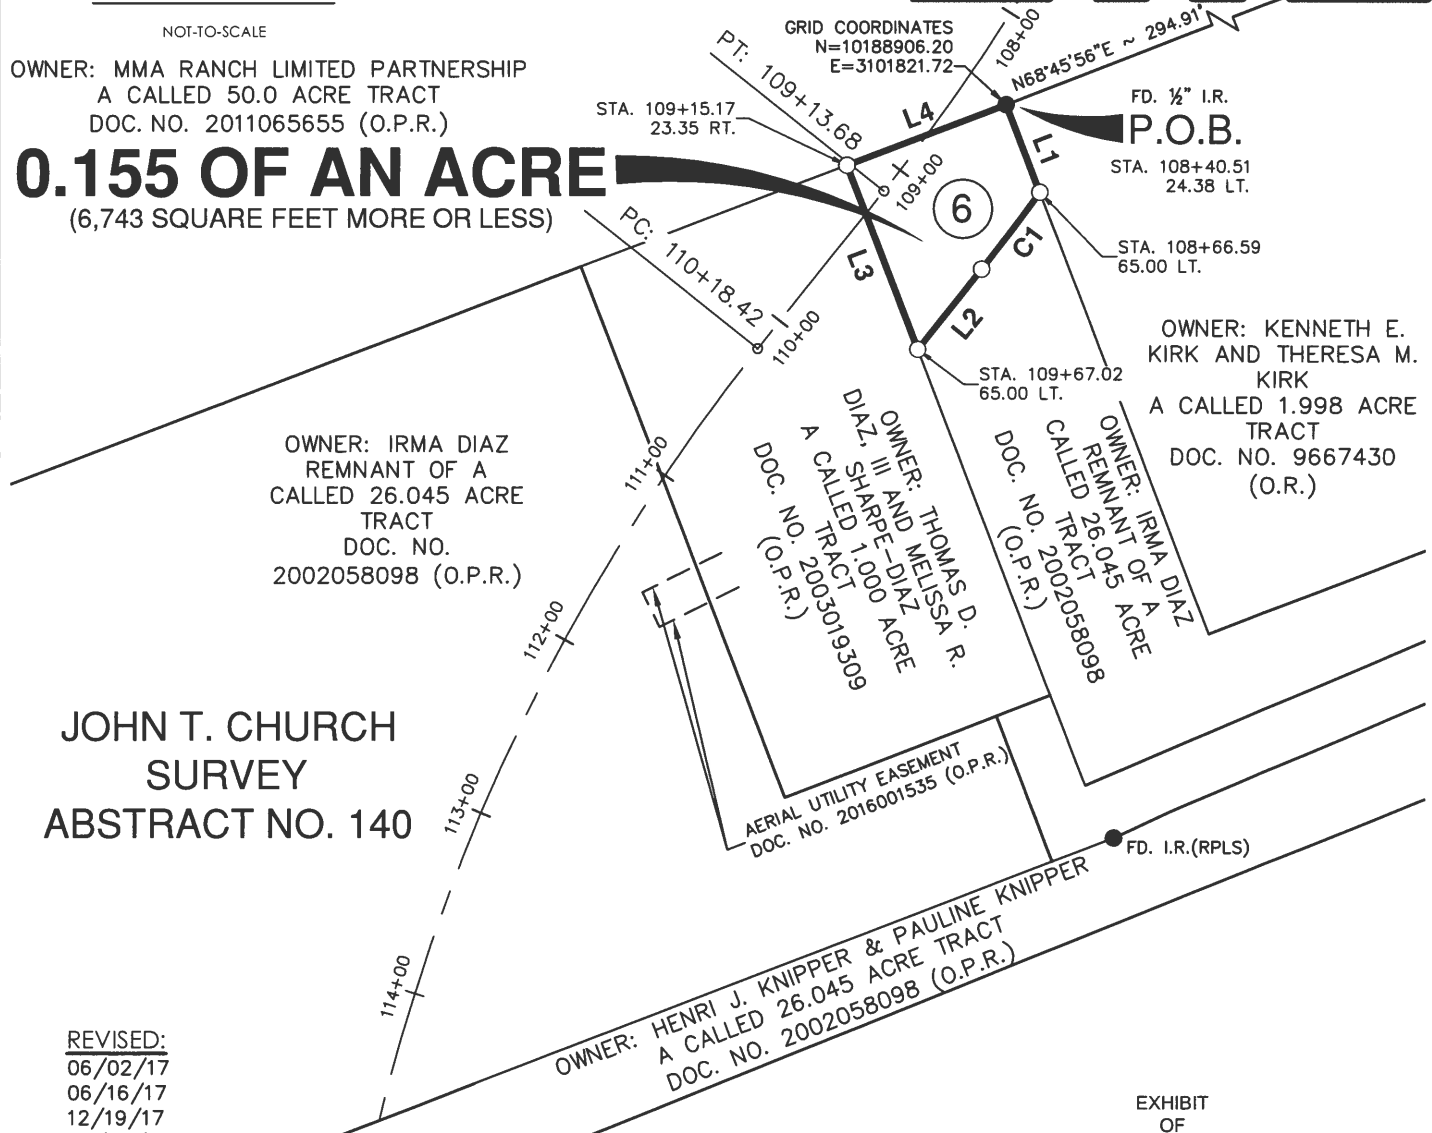 NOT-TO-SCALE
OWNER: MMA RANCH LIMITED PARTNERSHIP
A CALLED 50.0 ACRE TRACT
DOC. NO. 2011065655 (O.P.R.)
0.155 OF AN ACRE
(6,743 SQUARE FEET MORE OR LESS)
GRID COORDINATES
N=10188906.20
E=3101821.72
108+00
N68°45'56"E ~ 294.91'
PT: 109+13.68
STA. 109+15.17
23.35 RT.
L4
FD. ½" I.R.
P.O.B.
L1
STA. 108+40.51
24.38 LT.
109+00
6
PC: 110+18.42
L3
C1
STA. 108+66.59
65.00 LT.
L2
110+00
STA. 109+67.02
65.00 LT.
OWNER: KENNETH E.
KIRK AND THERESA M.
KIRK
A CALLED 1.998 ACRE
TRACT
DOC. NO. 9667430
(O.R.)
OWNER: IRMA DIAZ
REMNANT OF A
CALLED 26.045 ACRE
TRACT
DOC. NO.
2002058098 (O.P.R.)
111+00
OWNER: THOMAS D.
DIAZ, III AND MELISSA R.
SHARPE-DIAZ
A CALLED 1.000 ACRE
TRACT
DOC. NO. 2003019309
(O.P.R.)
OWNER: IRMA DIAZ
REMNANT OF A
CALLED 26.045 ACRE
TRACT
DOC. NO. 2002058098
(O.P.R.)
112+00
JOHN T. CHURCH
SURVEY
ABSTRACT NO. 140
113+00
AERIAL UTILITY EASEMENT
DOC. NO. 2016001535 (O.P.R.)
FD. I.R.(RPLS)
114+00
OWNER: HENRI J. KNIPPER & PAULINE KNIPPER
A CALLED 26.045 ACRE TRACT
DOC. NO. 2002058098 (O.P.R.)
REVISED:
06/02/17
06/16/17
12/19/17
EXHIBIT
OF